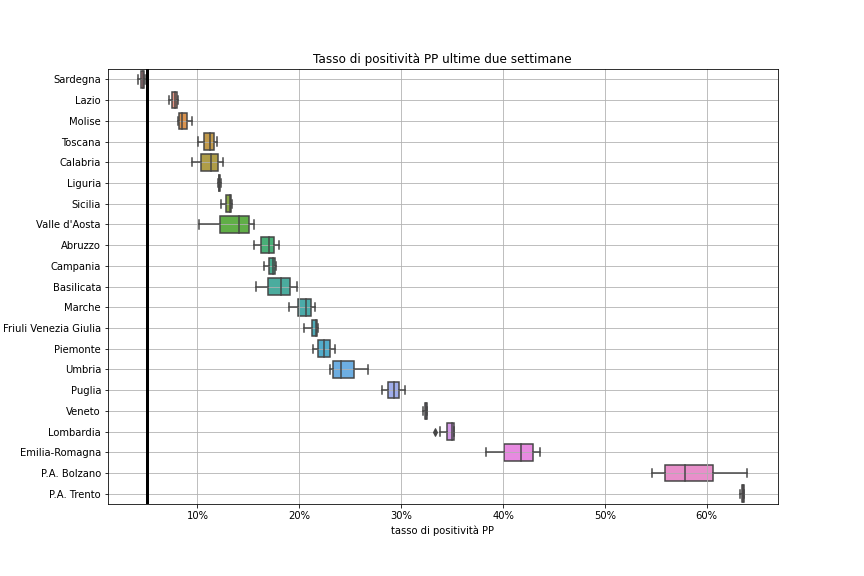 Tasso di positività PP ultime due settimane
Sardegna
Lazio
Molise
Toscana
Calabria
Liguria
Sicilia
Valle d'Aosta
Abruzzo
Campania
Basilicata
Marche
Friuli Venezia Giulia
Piemonte
Umbria
Puglia
Veneto
Lombardia
Emilia-Romagna
P.A. Bolzano
P.A. Trento
10% 20% 30% 40% 50% 60%
tasso di positività PP